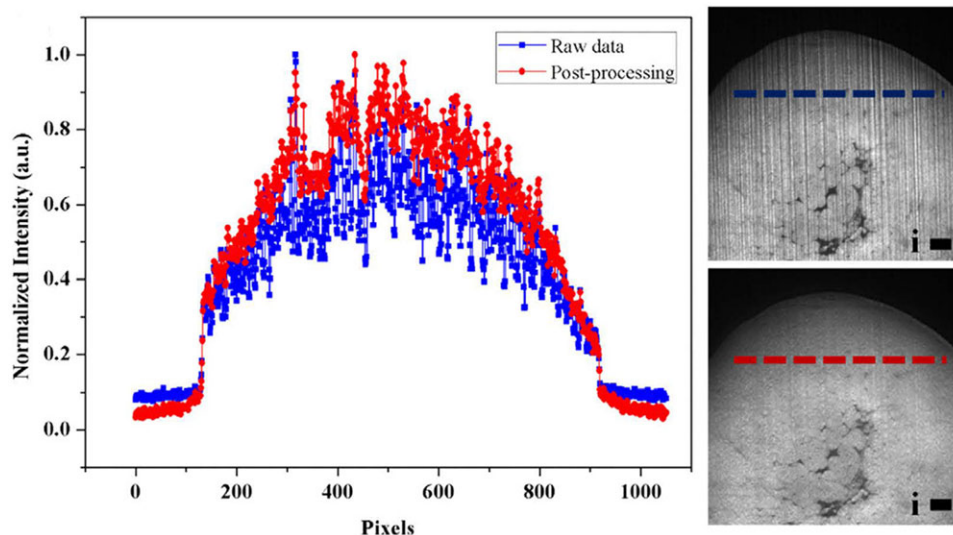 Normalized Intensity (a.u.)
1.0
0.8
0.6
0.4
0.2
0.0
Raw data
Post-processing
0
200
400
600
800
1000
Pixels
i
i